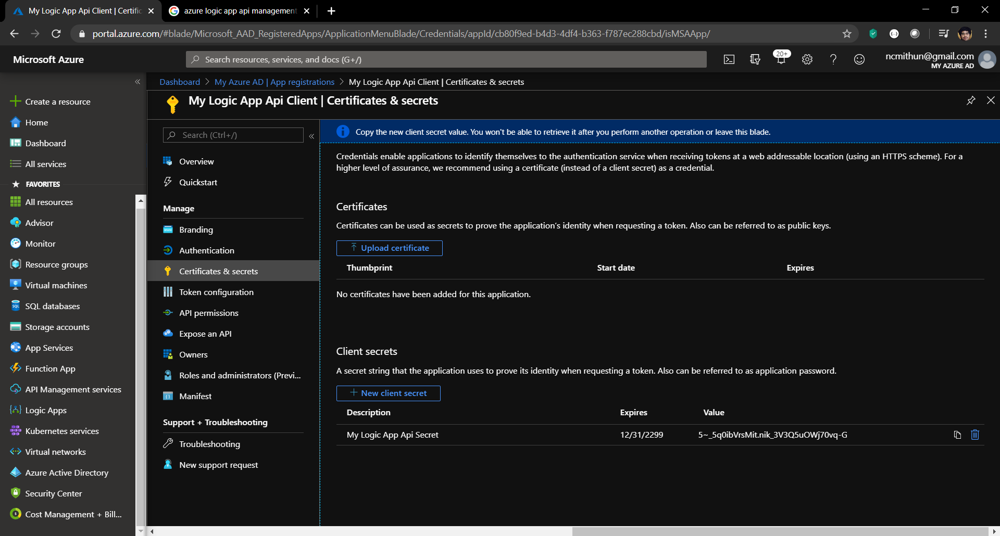 My Logic App Api Client | Certific
azure logic app api management
portal.azure.com/#blade/Microsoft_AAD_RegisteredApps/ApplicationMenuBlade/Credentials/appId/cb80f9ed-b4d3-4df4-b363-f787ec288cbd/isMSAApp/
Microsoft Azure
Search resources, services, and docs (G+/)
20+
ncmithun@gmail.com
MY AZURE AD
Dashboard > My Azure AD | App registrations > My Logic App Api Client | Certificates & secrets
My Logic App Api Client | Certificates & secrets
Create a resource
Home
Dashboard
All services
FAVORITES
All resources
Advisor
Monitor
Resource groups
Virtual machines
SQL databases
Storage accounts
App Services
Function App
API Management services
Logic Apps
Kubernetes services
Virtual networks
Azure Active Directory
Security Center
Cost Management + Bill...
Search (Ctrl+/)
Overview
Quickstart
Manage
Branding
Authentication
Certificates & secrets
Token configuration
API permissions
Expose an API
Owners
Roles and administrators (Previ...
Manifest
Support + Troubleshooting
Troubleshooting
New support request
Copy the new client secret value. You won't be able to retrieve it after you perform another operation or leave this blade.
Credentials enable applications to identify themselves to the authentication service when receiving tokens at a web addressable location (using an HTTPS scheme). For a
higher level of assurance, we recommend using a certificate (instead of a client secret) as a credential.
Certificates
Certificates can be used as secrets to prove the application's identity when requesting a token. Also can be referred to as public keys.
Upload certificate
Thumbprint Start date Expires
No certificates have been added for this application.
Client secrets
A secret string that the application uses to prove its identity when requesting a token. Also can be referred to as application password.
New client secret
Description Expires Value
My Logic App Api Secret 12/31/2299 5~_5q0ibVrsMit.nik_3V3Q5uOWj70vq-G